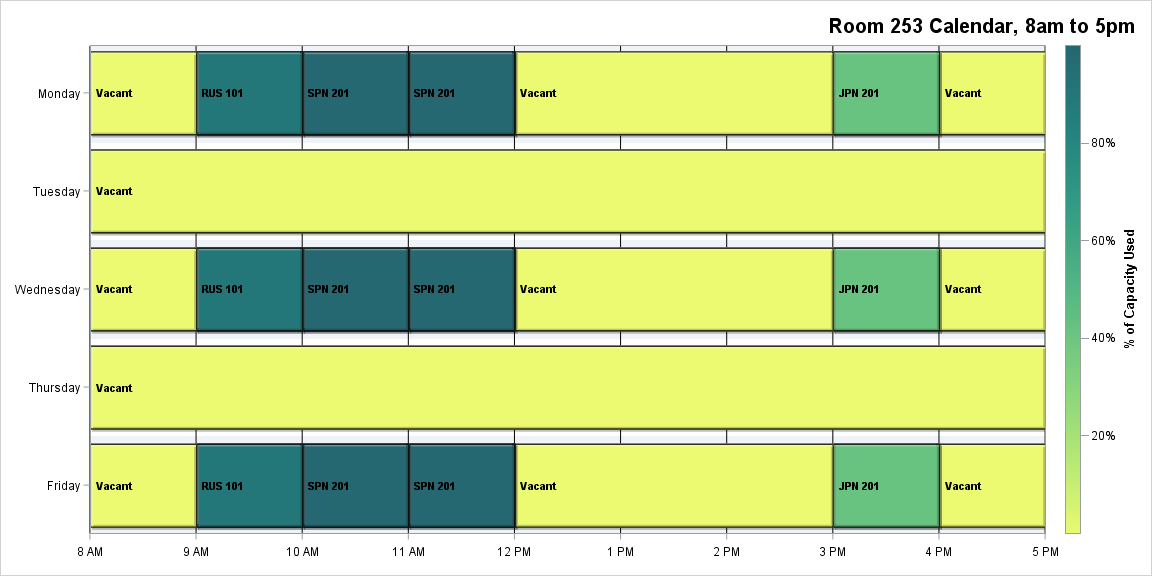 Room 253 Calendar, 8am to 5pm
Monday
Vacant
RUS 101
SPN 201
SPN 201
Vacant
JPN 201
Vacant
Tuesday
Vacant
Wednesday
Vacant
RUS 101
SPN 201
SPN 201
Vacant
JPN 201
Vacant
Thursday
Vacant
Friday
Vacant
RUS 101
SPN 201
SPN 201
Vacant
JPN 201
Vacant
8 AM
9 AM
10 AM
11 AM
12 PM
1 PM
2 PM
3 PM
4 PM
5 PM
80%
60%
40%
20%
% of Capacity Used